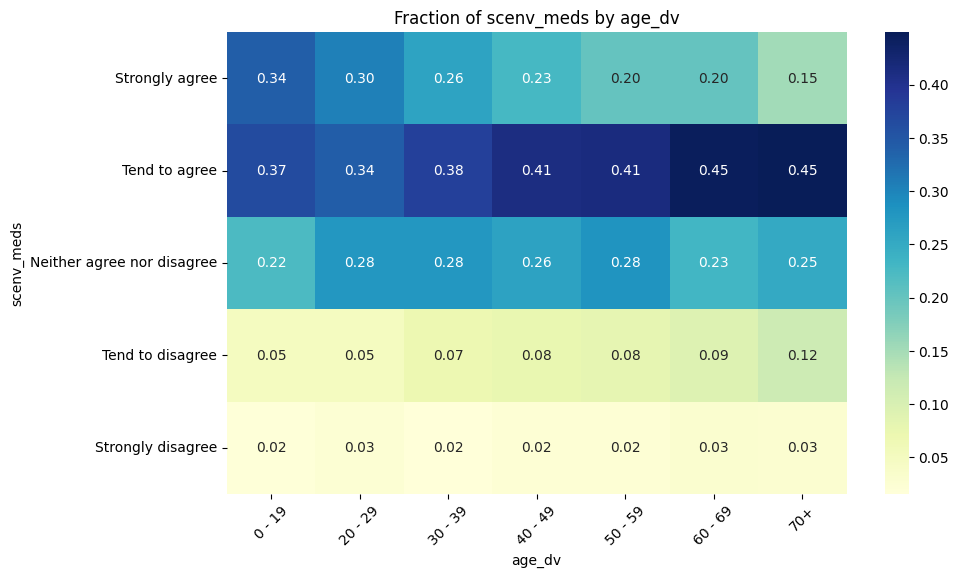 Fraction of scenv_meds by age_dv
scenv_meds
Strongly agree 0.34 0.30 0.26 0.23 0.20 0.20 0.15
Tend to agree 0.37 0.34 0.38 0.41 0.41 0.45 0.45
Neither agree nor disagree 0.22 0.28 0.28 0.26 0.28 0.23 0.25
Tend to disagree 0.05 0.05 0.07 0.08 0.08 0.09 0.12
Strongly disagree 0.02 0.03 0.02 0.02 0.02 0.03 0.03
0 - 19 20 - 29 30 - 39 40 - 49 50 - 59 60 - 69 70+
age_dv
0.40
0.35
0.30
0.25
0.20
0.15
0.10
0.05